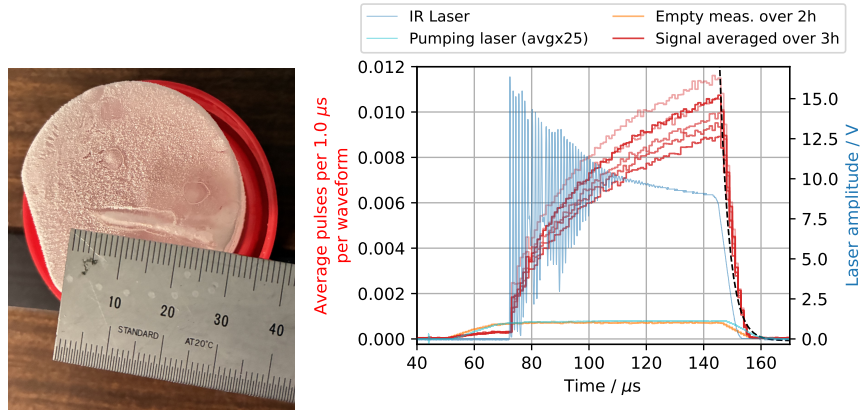 10
20
30
40
STANDARD
AT20°C
IR Laser
Pumping laser (avgx25)
Empty meas. over 2h
Signal averaged over 3h
Average pulses per 1.0 μs
per waveform
0.012
0.010
0.008
0.006
0.004
0.002
0.000
15.0
12.5
10.0
7.5
5.0
2.5
0.0
Laser amplitude / V
40
60
80
100
120
140
160
Time / μs